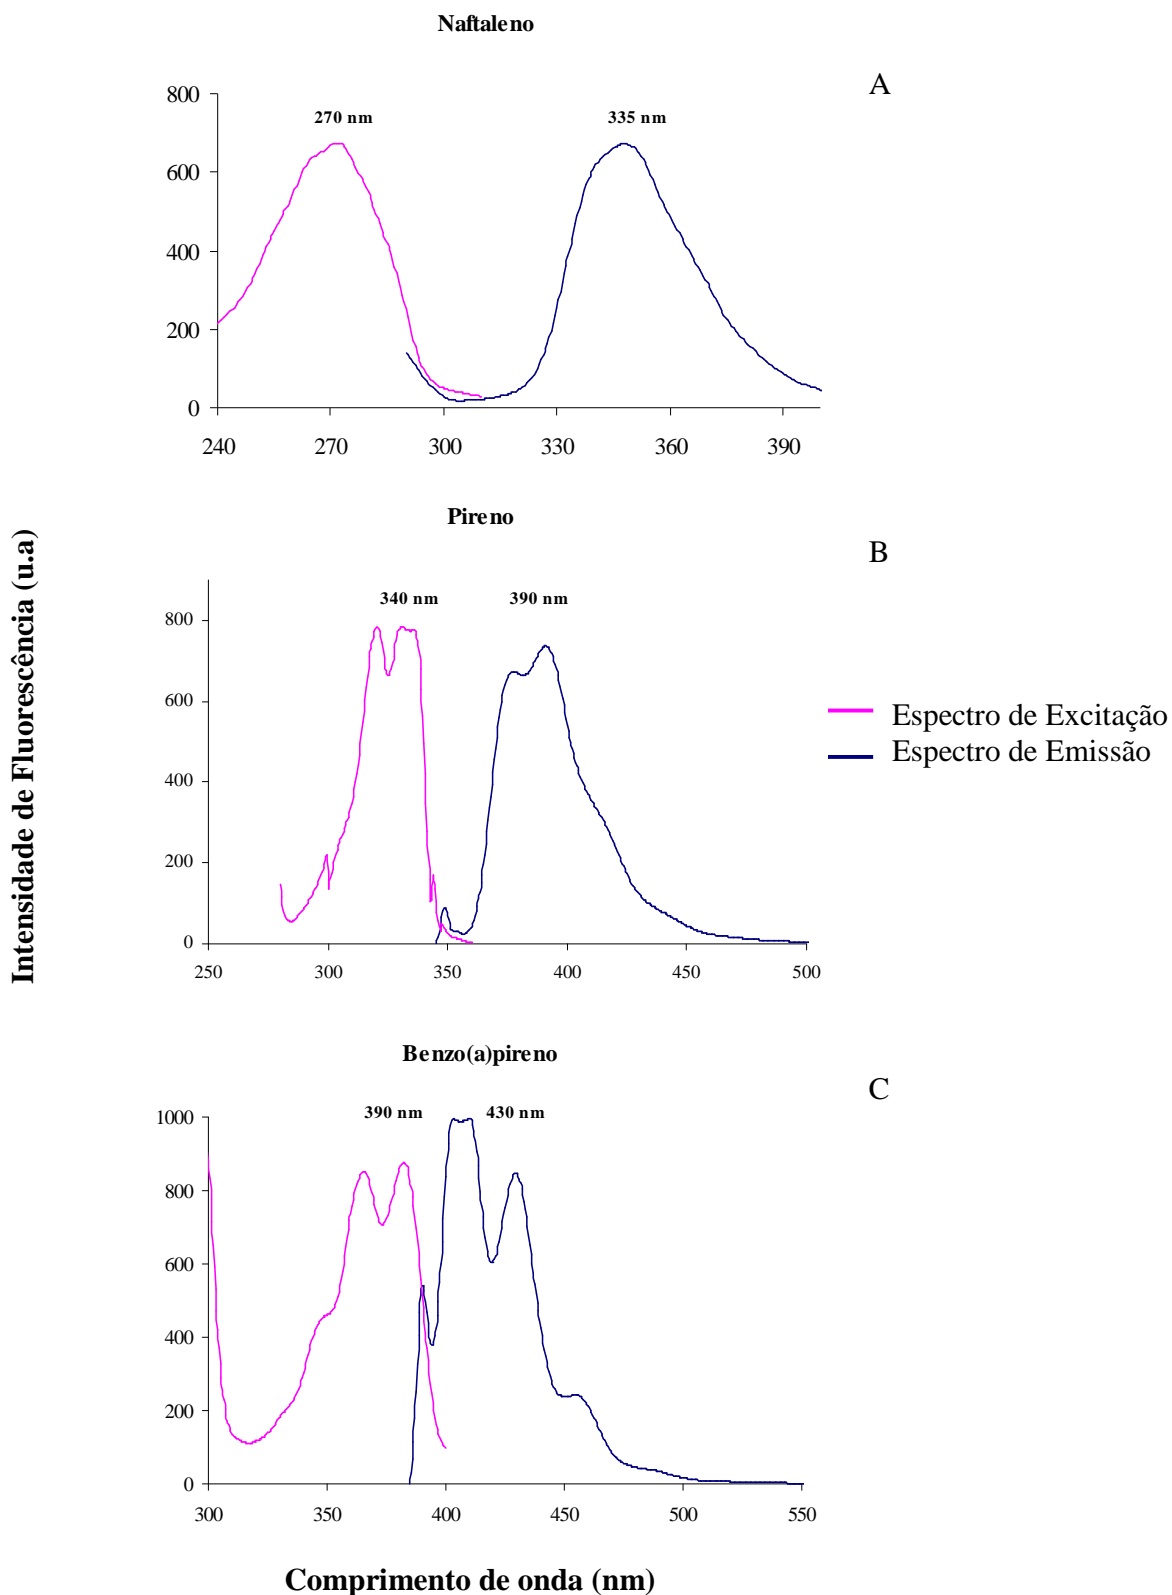 Naftaleno
A
270 nm
335 nm
800
600
400
200
0
240
270
300
330
360
390
Pireno
B
340 nm
390 nm
800
600
400
200
0
250
300
350
400
450
500
Intensidade de Fluorescência (u.a)
Espectro de Excitação
Espectro de Emissão
Benzo(a)pireno
C
390 nm
430 nm
1000
800
600
400
200
0
300
350
400
450
500
550
Comprimento de onda (nm)